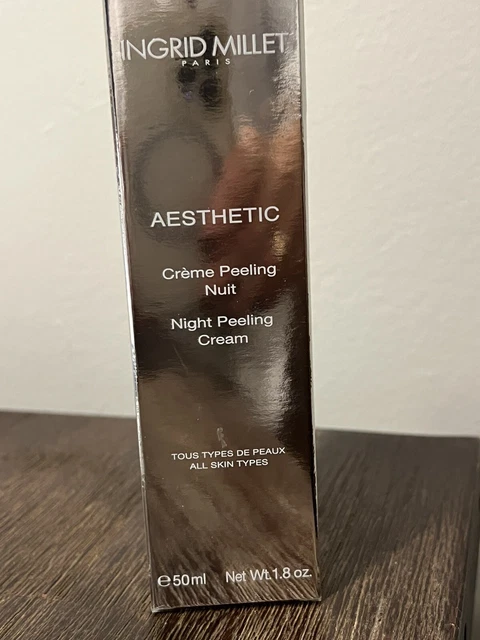 INGRID MILLET
PARIS
AESTHETIC
Crème Peeling
Nuit
Night Peeling
Cream
TOUS TYPES DE PEAUX
ALL SKIN TYPES
℮50ml Net Wt.1.8 oz.